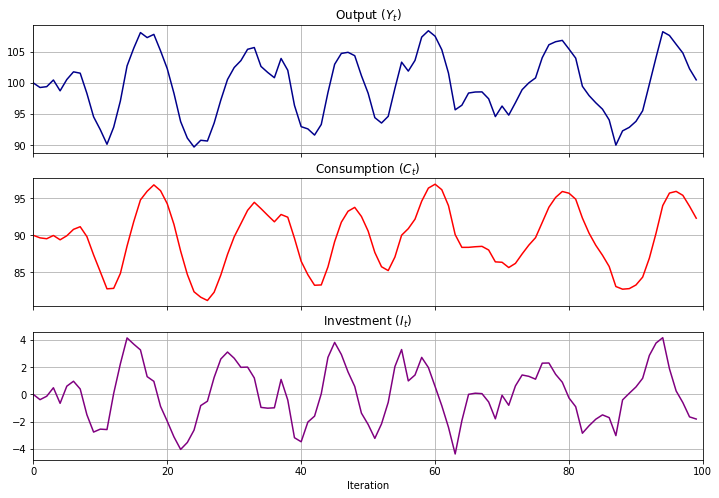 Output (Y_t)
105
100
95
90
Consumption (C_t)
95
90
85
Investment (I_t)
4
2
0
−2
−4
0 20 40 60 80 100
Iteration